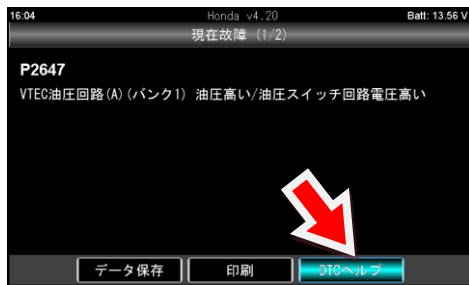 16:04 Honda v4.20 Batt: 13.56 V
現在故障 (1/2)
P2647
VTEC油圧回路(A)(バンク1) 油圧高い/油圧スイッチ回路電圧高い
データ保存 印刷 DTCヘルプ